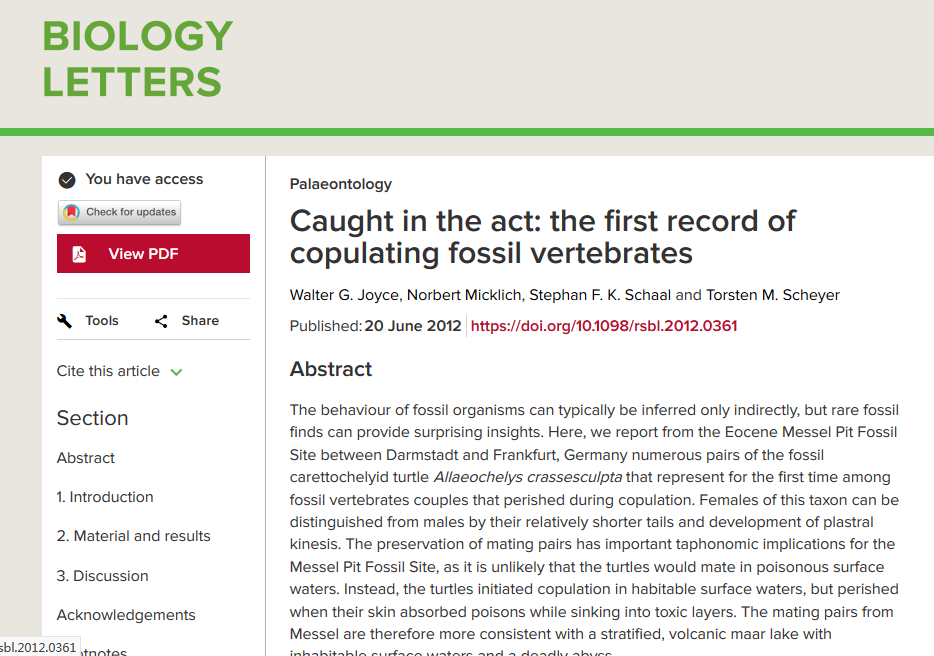 BIOLOGY
LETTERS
You have access
Check for updates
View PDF
Tools
Share
Cite this article
Section
Abstract
1. Introduction
2. Material and results
3. Discussion
Acknowledgements
sbl.2012.0361
Palaeontology
Caught in the act: the first record of
copulating fossil vertebrates
Walter G. Joyce, Norbert Micklich, Stephan F. K. Schaal and Torsten M. Scheyer
Published: 20 June 2012 https://doi.org/10.1098/rsbl.2012.0361
Abstract
The behaviour of fossil organisms can typically be inferred only indirectly, but rare fossil
finds can provide surprising insights. Here, we report from the Eocene Messel Pit Fossil
Site between Darmstadt and Frankfurt, Germany numerous pairs of the fossil
carettochelyid turtle Allaeochelys crassesculpta that represent for the first time among
fossil vertebrates couples that perished during copulation. Females of this taxon can be
distinguished from males by their relatively shorter tails and development of plastral
kinesis. The preservation of mating pairs has important taphonomic implications for the
Messel Pit Fossil Site, as it is unlikely that the turtles would mate in poisonous surface
waters. Instead, the turtles initiated copulation in habitable surface waters, but perished
when their skin absorbed poisons while sinking into toxic layers. The mating pairs from
Messel are therefore more consistent with a stratified, volcanic maar lake with
inhabitable surface waters and a deadly abyss.